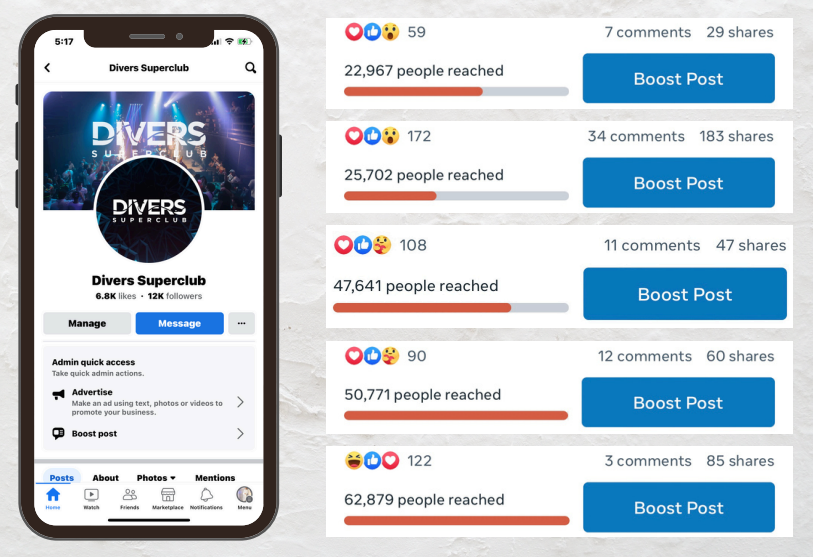 5:17
Divers Superclub
DIVERS
SUPERCLUB
DIVERS
SUPERCLUB
Divers Superclub
6.8K likes • 12K followers
Manage
Message
Admin quick access
Take quick admin actions.
Advertise
Make an ad using text, photos or videos to
promote your business.
Boost post
Posts About Photos Mentions
Home Watch Friends Marketplace Notifications Menu
59 7 comments 29 shares
22,967 people reached
Boost Post
172 34 comments 183 shares
25,702 people reached
Boost Post
108 11 comments 47 shares
47,641 people reached
Boost Post
90 12 comments 60 shares
50,771 people reached
Boost Post
122 3 comments 85 shares
62,879 people reached
Boost Post